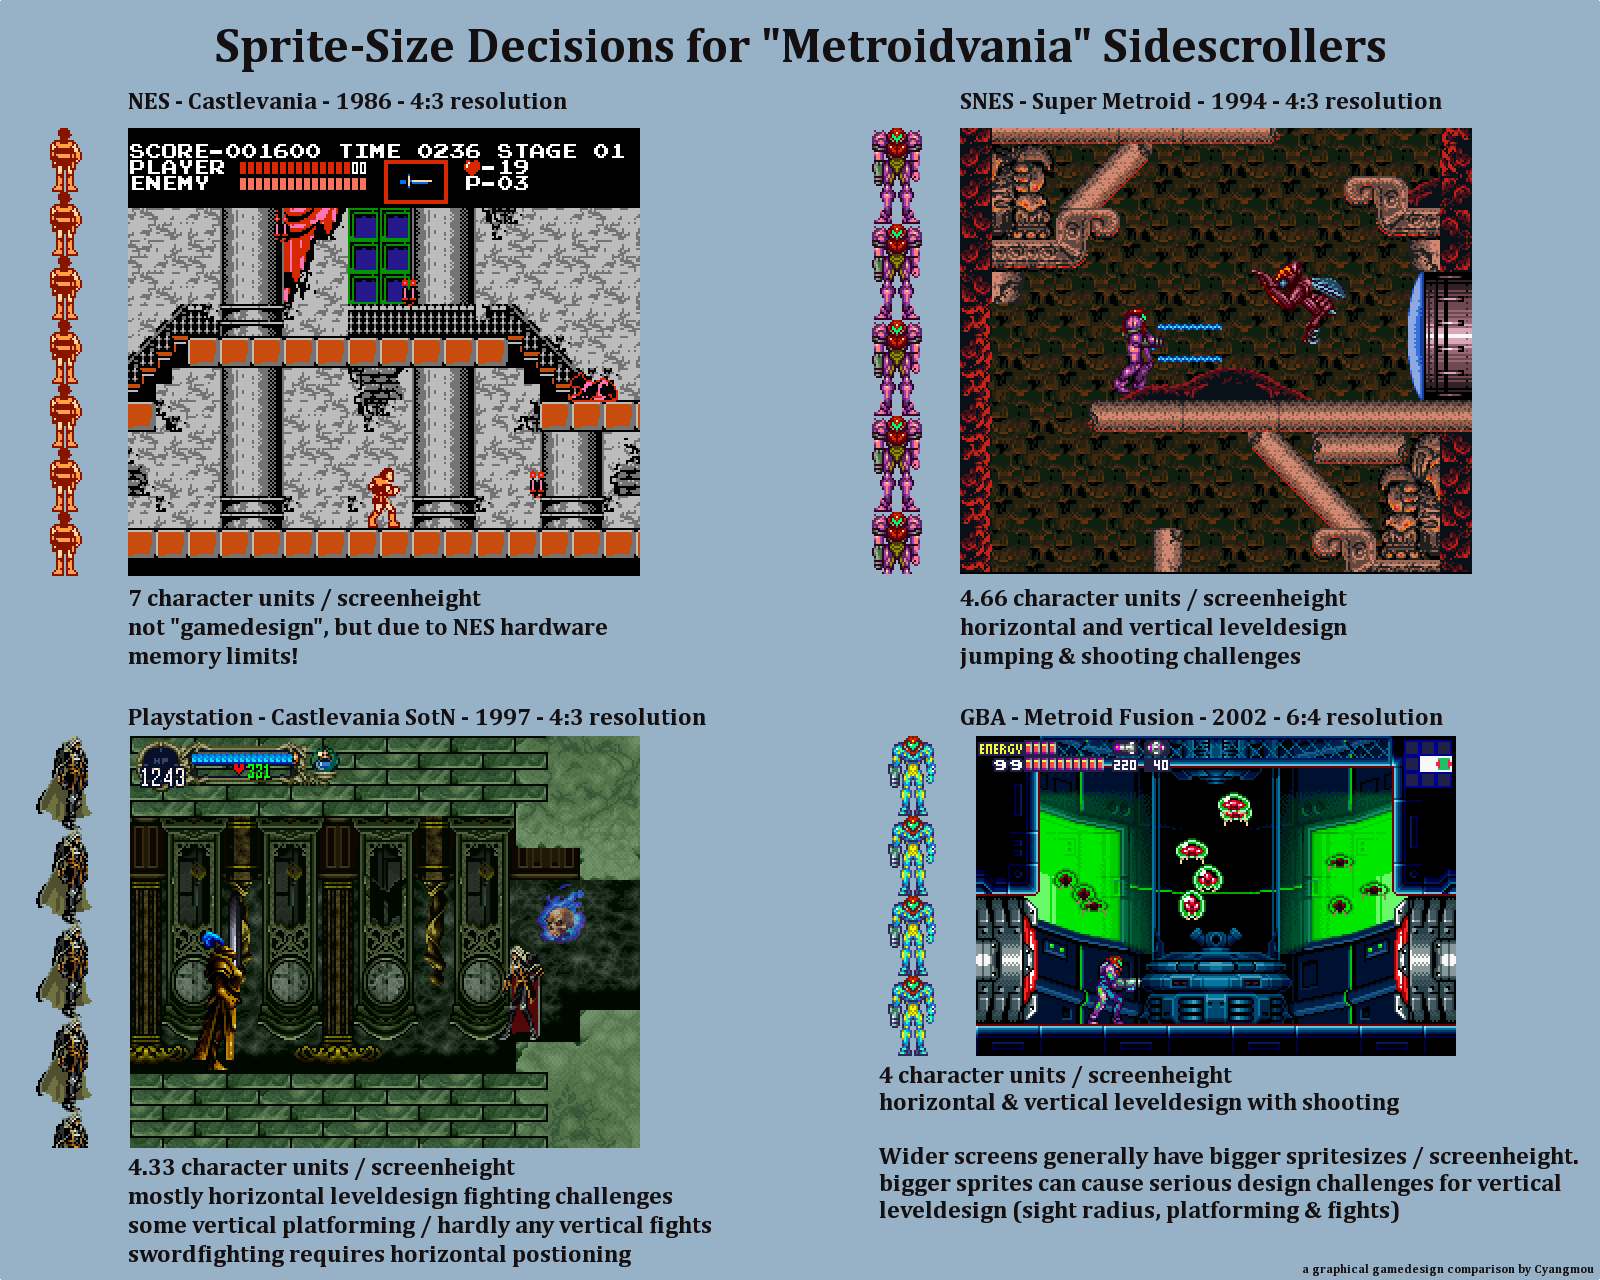 Sprite-Size Decisions for "Metroidvania" Sidescrollers
NES - Castlevania - 1986 - 4:3 resolution
SCORE-001600 TIME 0236 STAGE 01
PLAYER -19
ENEMY P-03
7 character units / screenheight
not "gamedesign", but due to NES hardware
memory limits!
SNES - Super Metroid - 1994 - 4:3 resolution
4.66 character units / screenheight
horizontal and vertical leveldesign
jumping & shooting challenges
Playstation - Castlevania SotN - 1997 - 4:3 resolution
HP
1243
331
4.33 character units / screenheight
mostly horizontal leveldesign fighting challenges
some vertical platforming / hardly any vertical fights
swordfighting requires horizontal postioning
GBA - Metroid Fusion - 2002 - 6:4 resolution
ENERGY
99 220 40
4 character units / screenheight
horizontal & vertical leveldesign with shooting
Wider screens generally have bigger spritesizes / screenheight.
bigger sprites can cause serious design challenges for vertical
leveldesign (sight radius, platforming & fights)
a graphical gamedesign comparison by Cyangmou